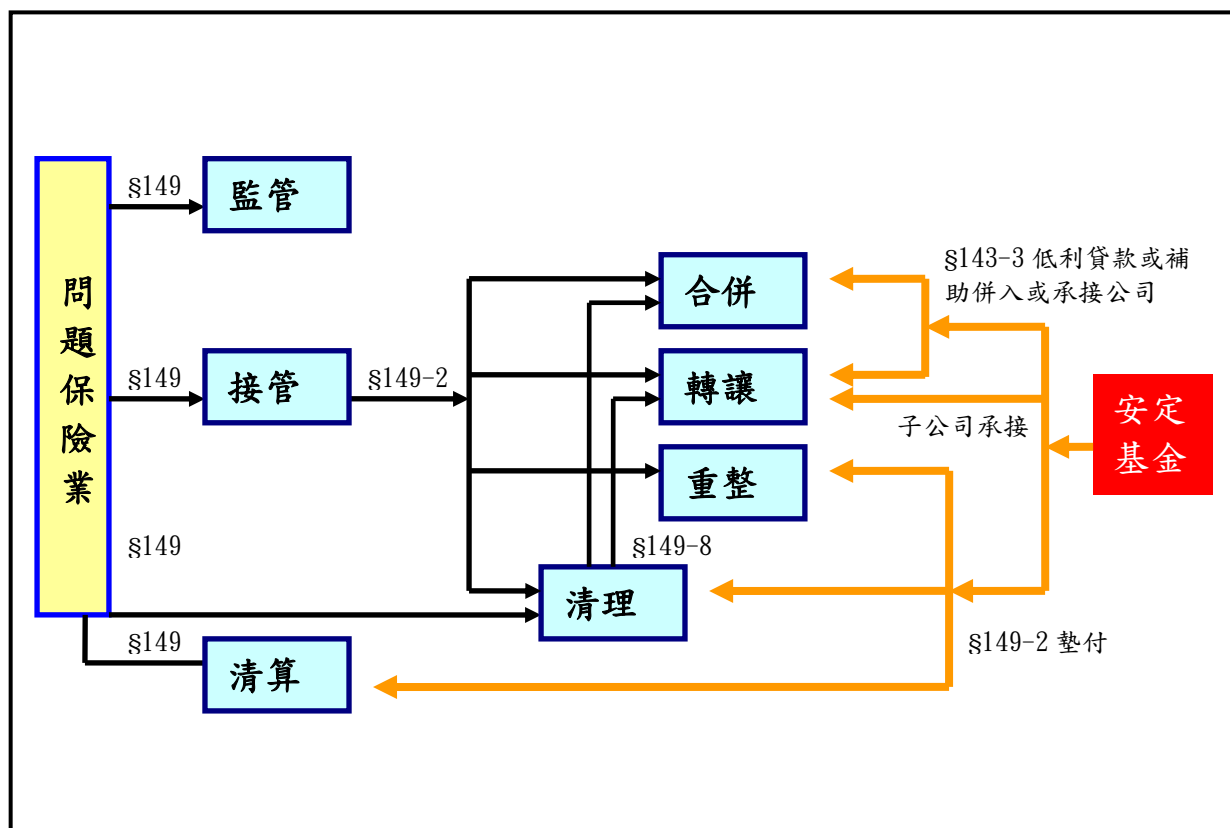 §149
監管
問題保險業
§143-3 低利貸款或補
助併入或承接公司
合併
§149
接管
§149-2
轉讓
子公司承接
安定
基金
重整
§149
§149-8
清理
§149
清算
§149-2 墊付